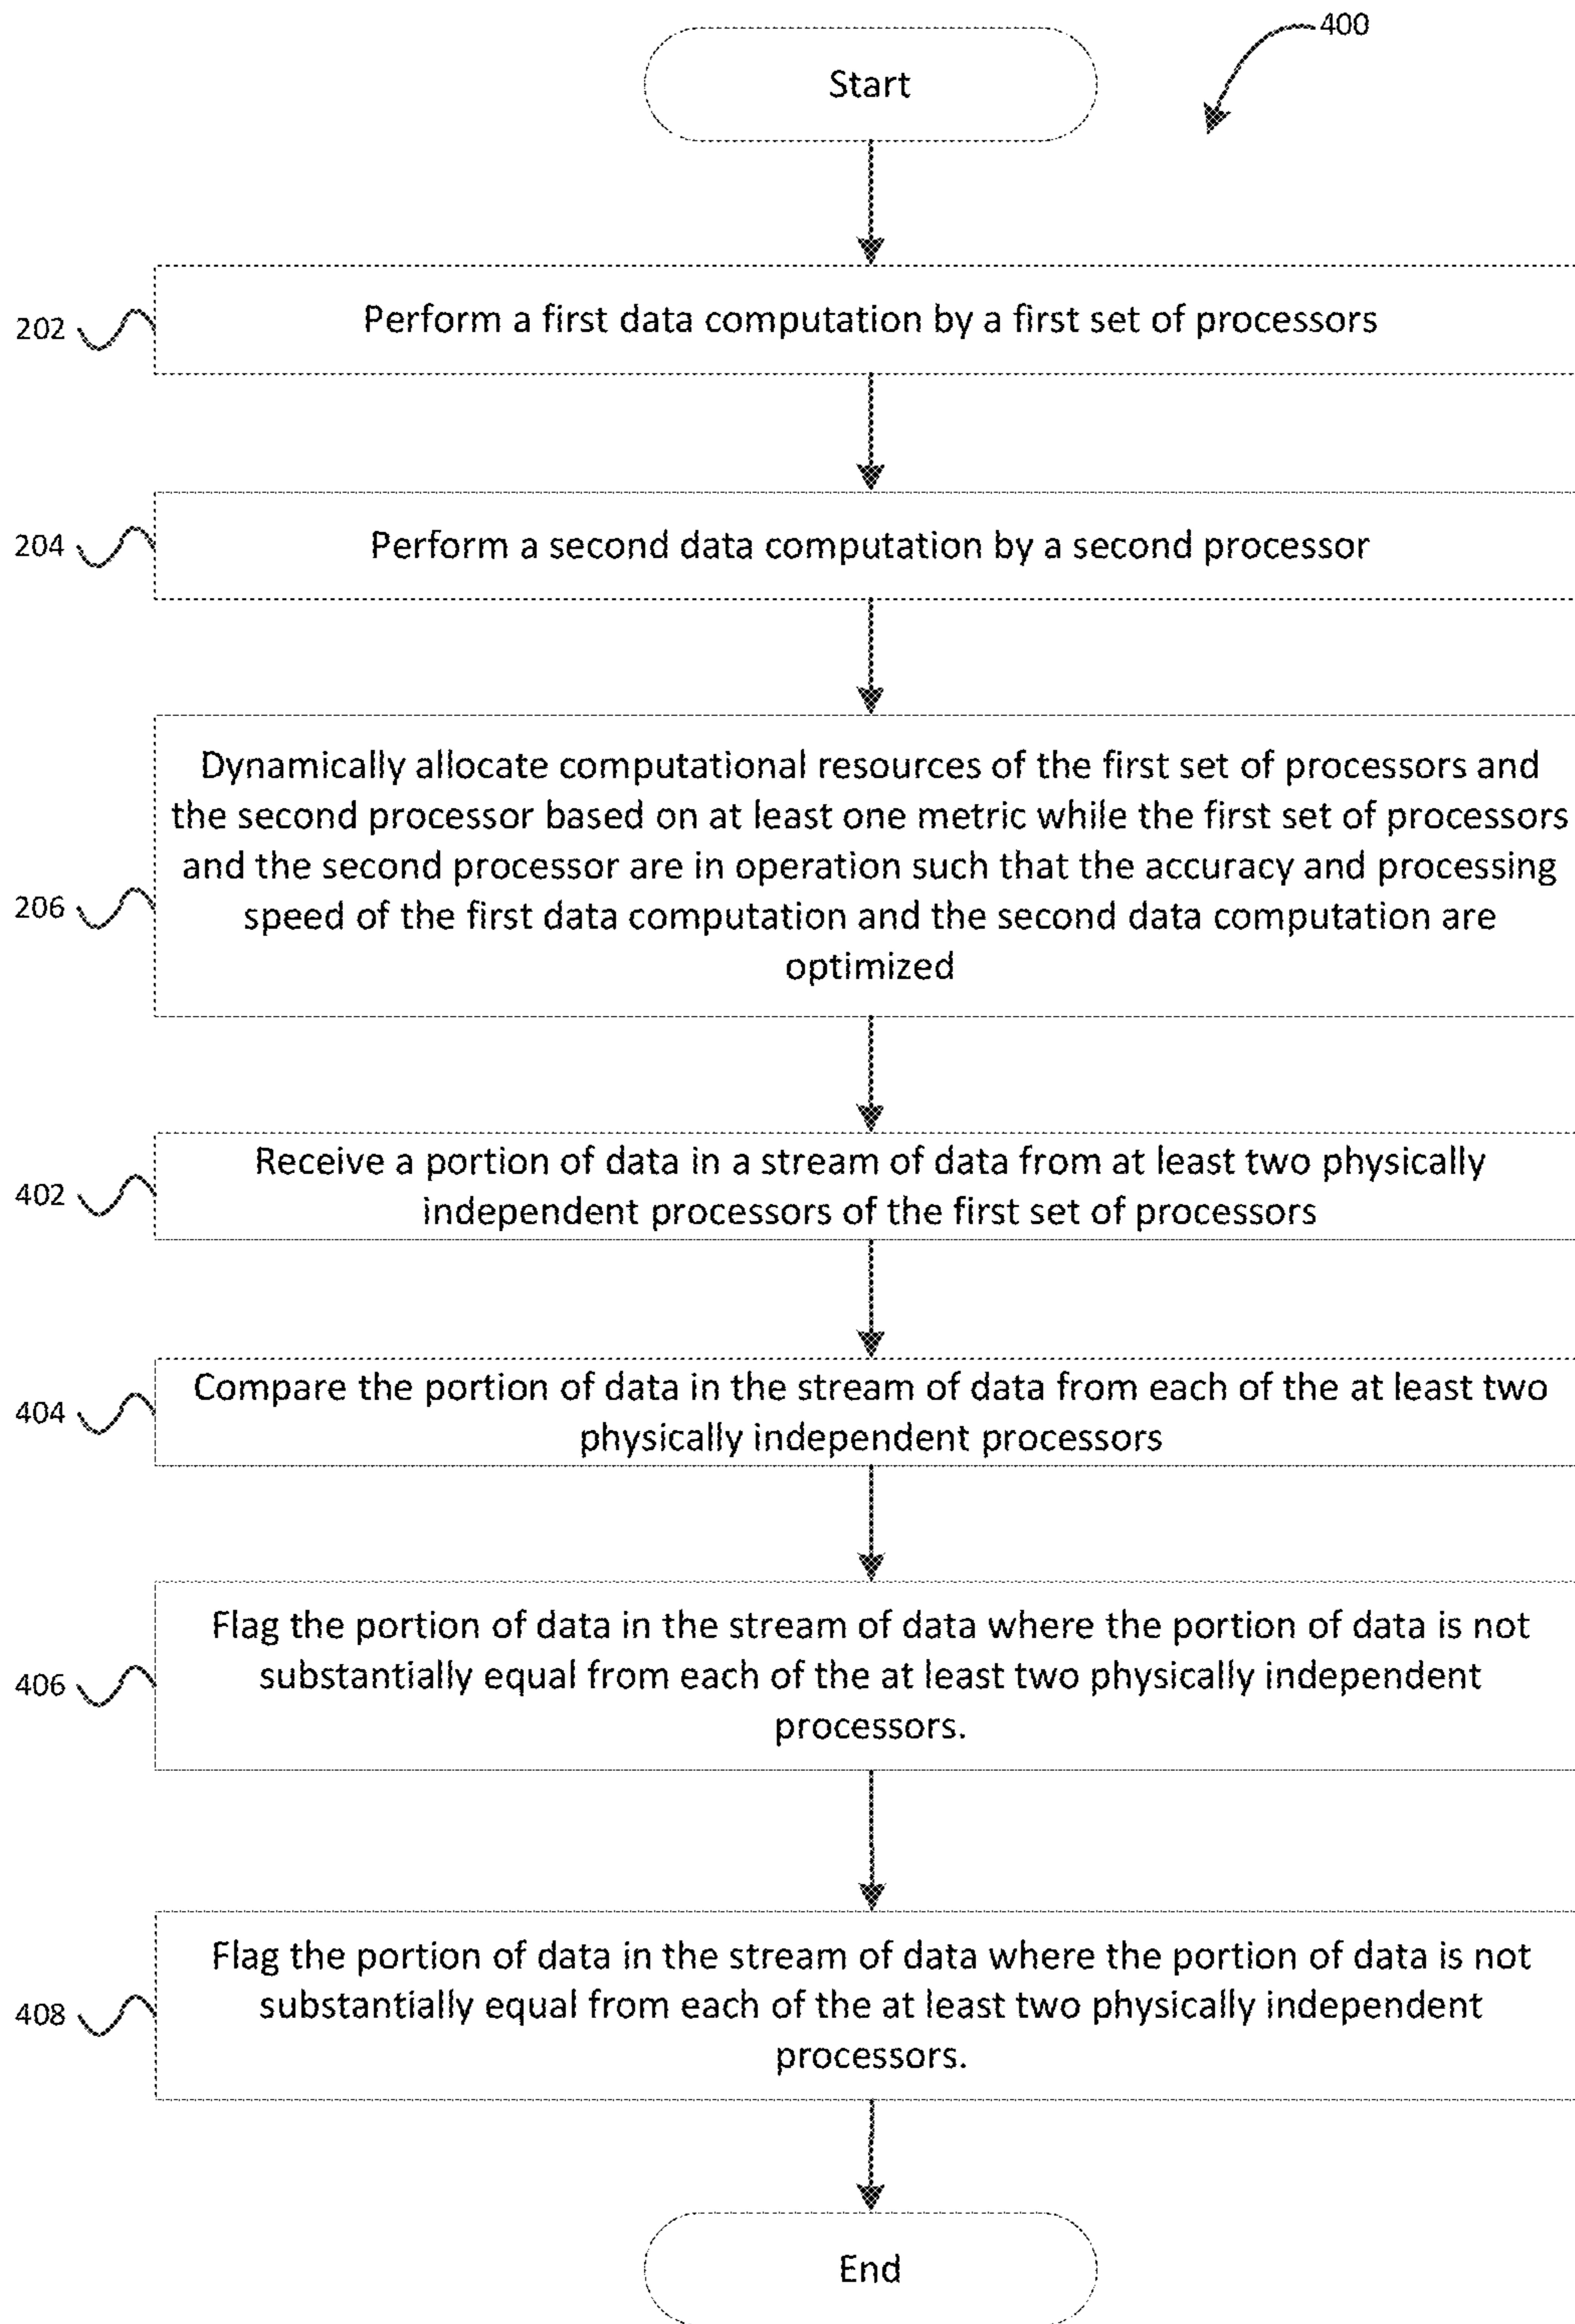 400
Start
202
Perform a first data computation by a first set of processors
204
Perform a second data computation by a second processor
206
Dynamically allocate computational resources of the first set of processors and
the second processor based on at least one metric while the first set of processors
and the second processor are in operation such that the accuracy and processing
speed of the first data computation and the second data computation are
optimized
402
Receive a portion of data in a stream of data from at least two physically
independent processors of the first set of processors
404
Compare the portion of data in the stream of data from each of the at least two
physically independent processors
406
Flag the portion of data in the stream of data where the portion of data is not
substantially equal from each of the at least two physically independent
processors.
408
Flag the portion of data in the stream of data where the portion of data is not
substantially equal from each of the at least two physically independent
processors.
End